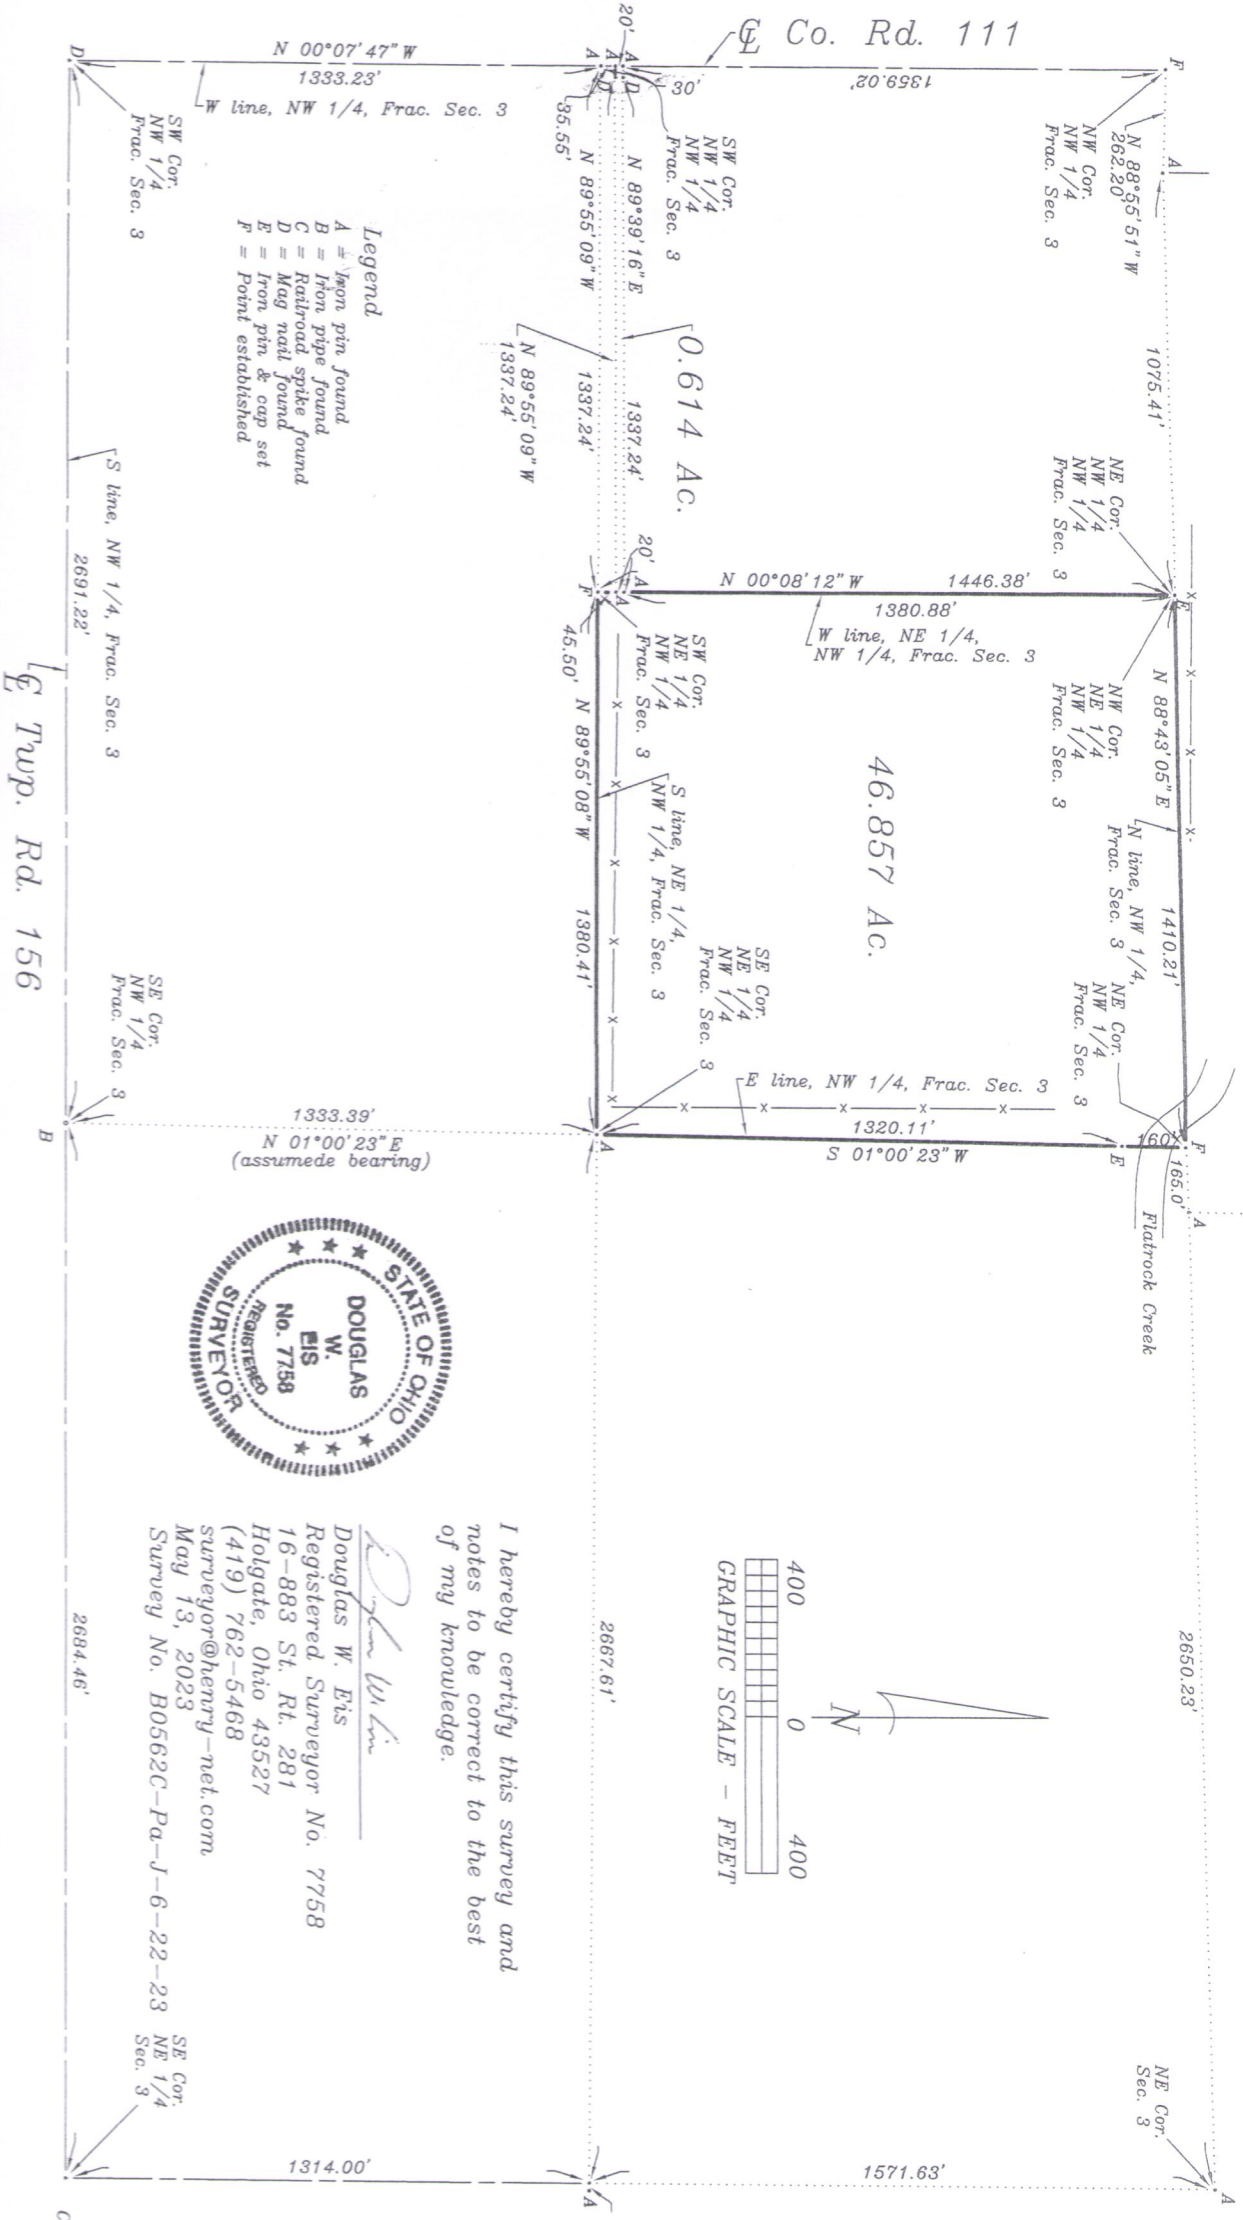 ℄ Co. Rd. 111
N 00°07'47" W
1333.23'
W line, NW 1/4, Frac. Sec. 3
D
SW Cor.
NW 1/4
Frac. Sec. 3
20'
A
A
A
D
D
30'
35.55'
1359.02'
F
NW Cor.
NW 1/4
Frac. Sec. 3
N 88°55'51" W
262.20'
A
1075.41'
SW Cor.
NW 1/4
NW 1/4
Frac. Sec. 3
N 89°39'16" E
1337.24'
N 89°55'09" W
1337.24'
N 89°55'09" W
1337.24'
0.614 Ac.
Legend
A = Iron pin found
B = Iron pipe found
C = Railroad spike found
D = Mag nail found
E = Iron pin & cap set
F = Point established
NE Cor.
NW 1/4
NW 1/4
Frac. Sec. 3
N 00°08'12" W
1446.38'
1380.88'
W line, NE 1/4,
NW 1/4, Frac. Sec. 3
20'
A
A
F
45.50'
SW Cor.
NE 1/4
NW 1/4
Frac. Sec. 3
NW Cor.
NE 1/4
NW 1/4
Frac. Sec. 3
N 88°43'05" E
1410.21'
N line, NW 1/4,
Frac. Sec. 3
NE Cor.
NW 1/4
Frac. Sec. 3
46.857 Ac.
S line, NE 1/4,
NW 1/4, Frac. Sec. 3
N 89°55'08" W
1380.41'
SE Cor.
NE 1/4
NW 1/4
Frac. Sec. 3
E line, NW 1/4, Frac. Sec. 3
1320.11'
S 01°00'23" W
160'
E
F
165.0'
A
Flatrock Creek
A
1333.39'
N 01°00'23" E
(assumede bearing)
S line, NW 1/4, Frac. Sec. 3
2691.22'
℄ Twp. Rd. 156
SE Cor.
NW 1/4
Frac. Sec. 3
B
STATE OF OHIO
DOUGLAS
W.
EIS
No. 7758
REGISTERED
SURVEYOR
2650.23'
2667.61'
400
0
400
GRAPHIC SCALE - FEET
N
I hereby certify this survey and
notes to be correct to the best
of my knowledge.
Douglas W. Eis
Registered Surveyor No. 7758
16-883 St. Rt. 281
Holgate, Ohio 43527
(419) 762-5468
surveyor@henry-net.com
May 13, 2023
Survey No. B0562C-Pa-J-6-22-23
2684.46'
SE Cor.
NE 1/4
Sec. 3
NE Cor.
Sec. 3
1314.00'
1571.63'
A
A
C